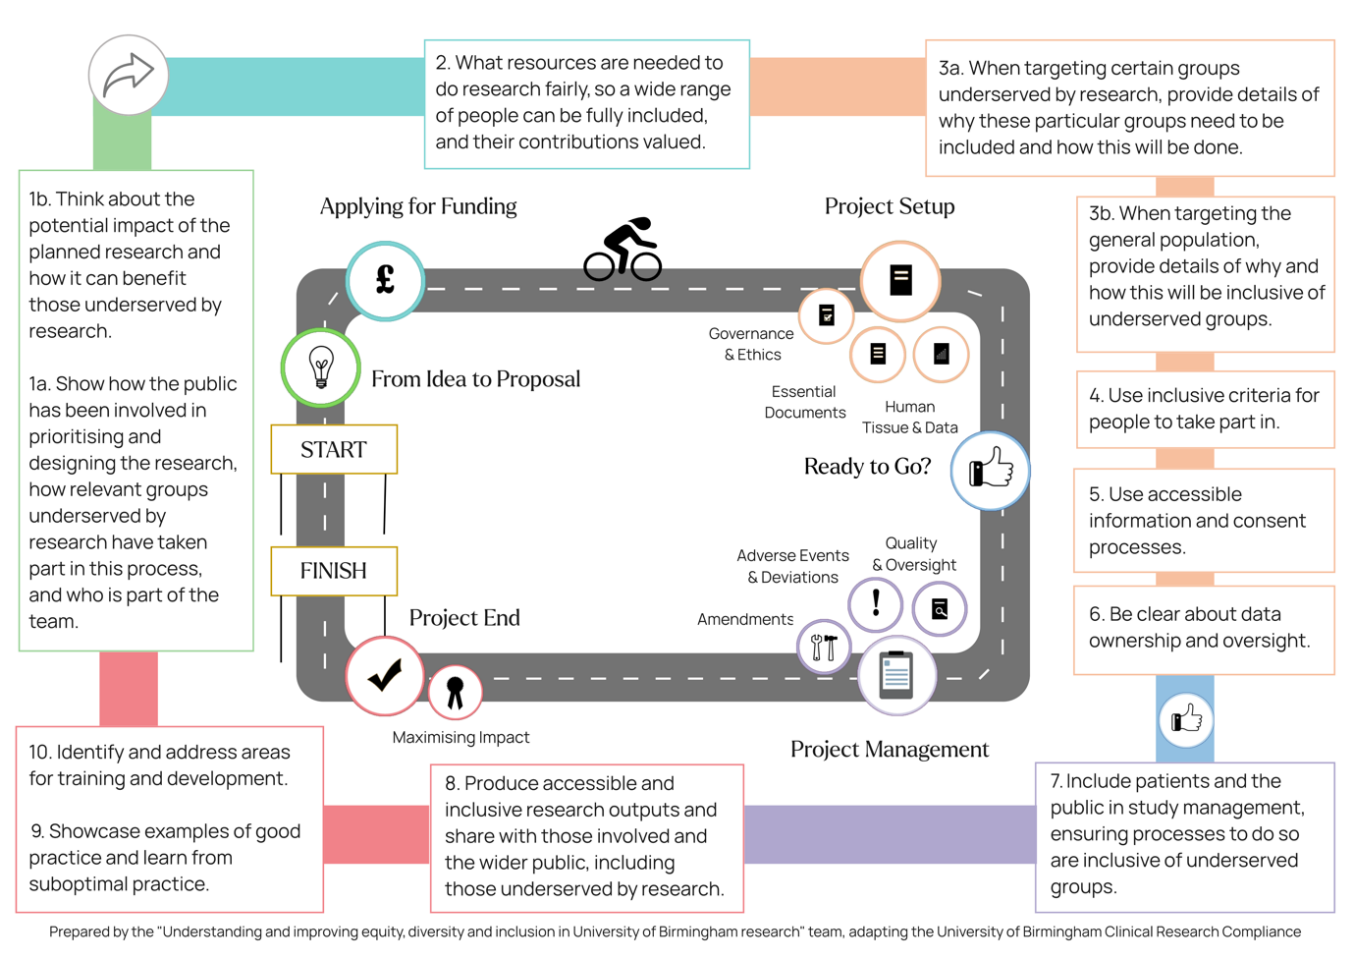 2. What resources are needed to
do research fairly, so a wide range
of people can be fully included,
and their contributions valued.
3a. When targeting certain groups
underserved by research, provide details of
why these particular groups need to be
included and how this will be done.
1b. Think about the
potential impact of the
planned research and
how it can benefit
those underserved by
research.
1a. Show how the public
has been involved in
prioritising and
designing the research,
how relevant groups
underserved by
research have taken
part in this process,
and who is part of the
team.
Applying for Funding
£
Project Setup
3b. When targeting the
general population,
provide details of why and
how this will be inclusive of
underserved groups.
Governance
& Ethics
Essential
Documents
Human
Tissue & Data
From Idea to Proposal
START
4. Use inclusive criteria for
people to take part in.
Ready to Go?
5. Use accessible
information and consent
processes.
FINISH
Adverse Events
& Deviations
Quality
& Oversight
!
Amendments
6. Be clear about data
ownership and oversight.
Project End
Maximising Impact
Project Management
10. Identify and address areas
for training and development.
9. Showcase examples of good
practice and learn from
suboptimal practice.
8. Produce accessible and
inclusive research outputs and
share with those involved and
the wider public, including
those underserved by research.
7. Include patients and the
public in study management,
ensuring processes to do so
are inclusive of underserved
groups.
Prepared by the "Understanding and improving equity, diversity and inclusion in University of Birmingham research" team, adapting the University of Birmingham Clinical Research Compliance